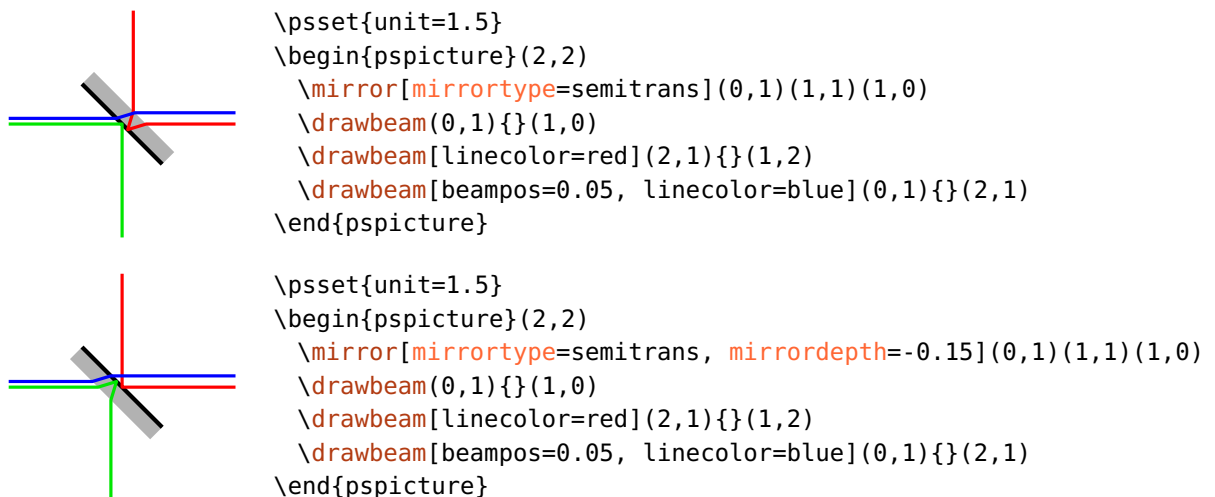 \psset{unit=1.5}
\begin{pspicture}(2,2)
  \mirror[mirrortype=semitrans](0,1)(1,1)(1,0)
  \drawbeam(0,1){}(1,0)
  \drawbeam[linecolor=red](2,1){}(1,2)
  \drawbeam[beampos=0.05, linecolor=blue](0,1){}(2,1)
\end{pspicture}
\psset{unit=1.5}
\begin{pspicture}(2,2)
  \mirror[mirrortype=semitrans, mirrordepth=-0.15](0,1)(1,1)(1,0)
  \drawbeam(0,1){}(1,0)
  \drawbeam[linecolor=red](2,1){}(1,2)
  \drawbeam[beampos=0.05, linecolor=blue](0,1){}(2,1)
\end{pspicture}